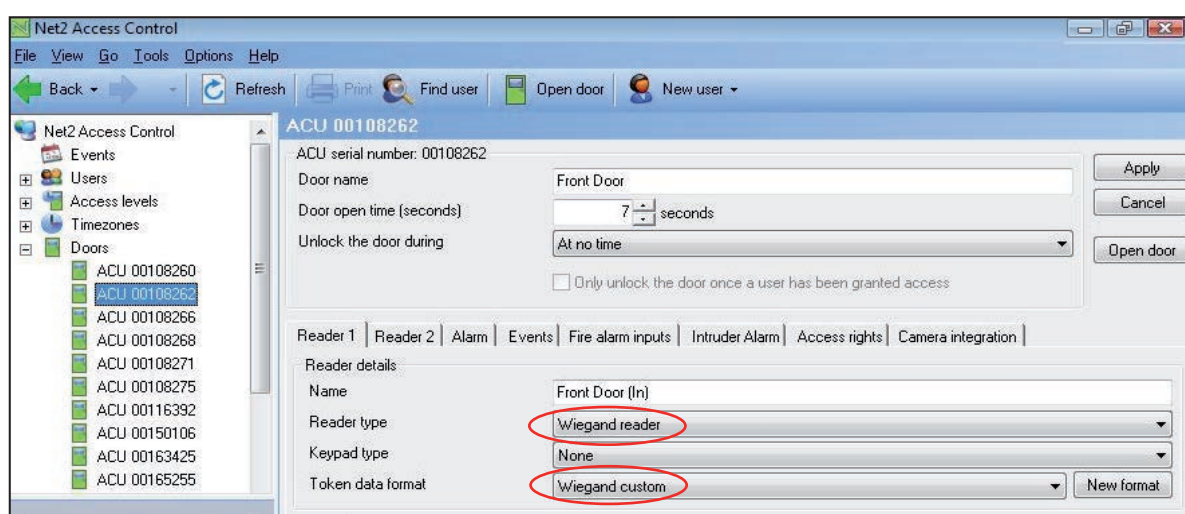 Net2 Access Control
File View Go Tools Options Help
Back Refresh Print Find user Open door New user
Net2 Access Control
Events
Users
Access levels
Timezones
Doors
ACU 00108260
ACU 00108262
ACU 00108266
ACU 00108268
ACU 00108271
ACU 00108275
ACU 00116392
ACU 00150106
ACU 00163425
ACU 00165255
ACU 00108262
ACU serial number: 00108262
Door name Front Door
Door open time (seconds) 7 seconds
Unlock the door during At no time
Only unlock the door once a user has been granted access
Apply
Cancel
Open door
Reader 1 Reader 2 Alarm Events Fire alarm inputs Intruder Alarm Access rights Camera integration
Reader details
Name Front Door (In)
Reader type Wiegand reader
Keypad type None
Token data format Wiegand custom New format